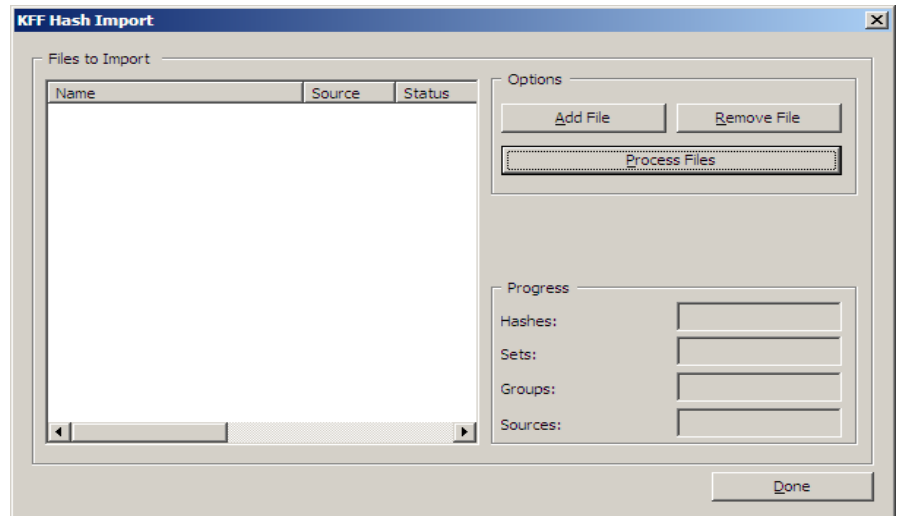 KFF Hash Import
Files to Import
Name Source Status
Options
Add File Remove File
Process Files
Progress
Hashes:
Sets:
Groups:
Sources:
Done